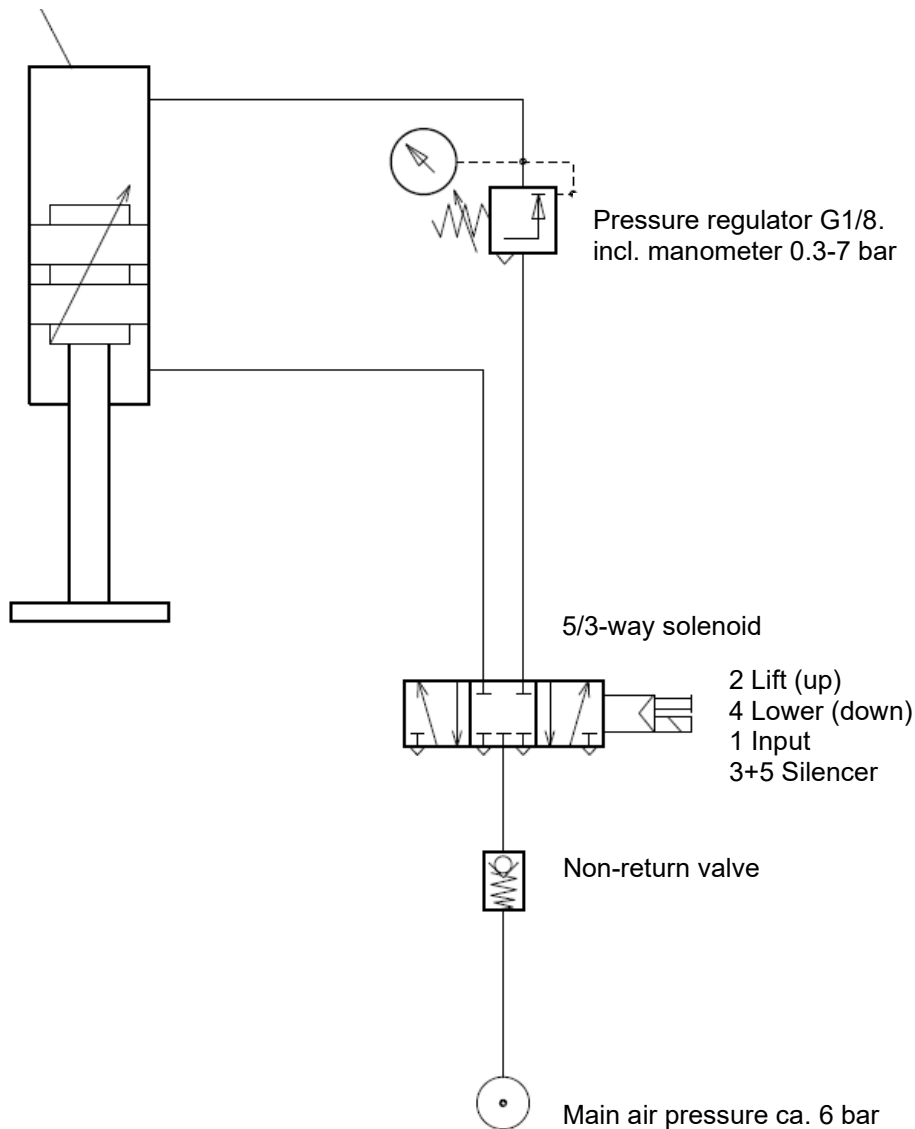 Pressure regulator G1/8.
incl. manometer 0.3-7 bar
5/3-way solenoid
2 Lift (up)
4 Lower (down)
1 Input
3+5 Silencer
Non-return valve
Main air pressure ca. 6 bar